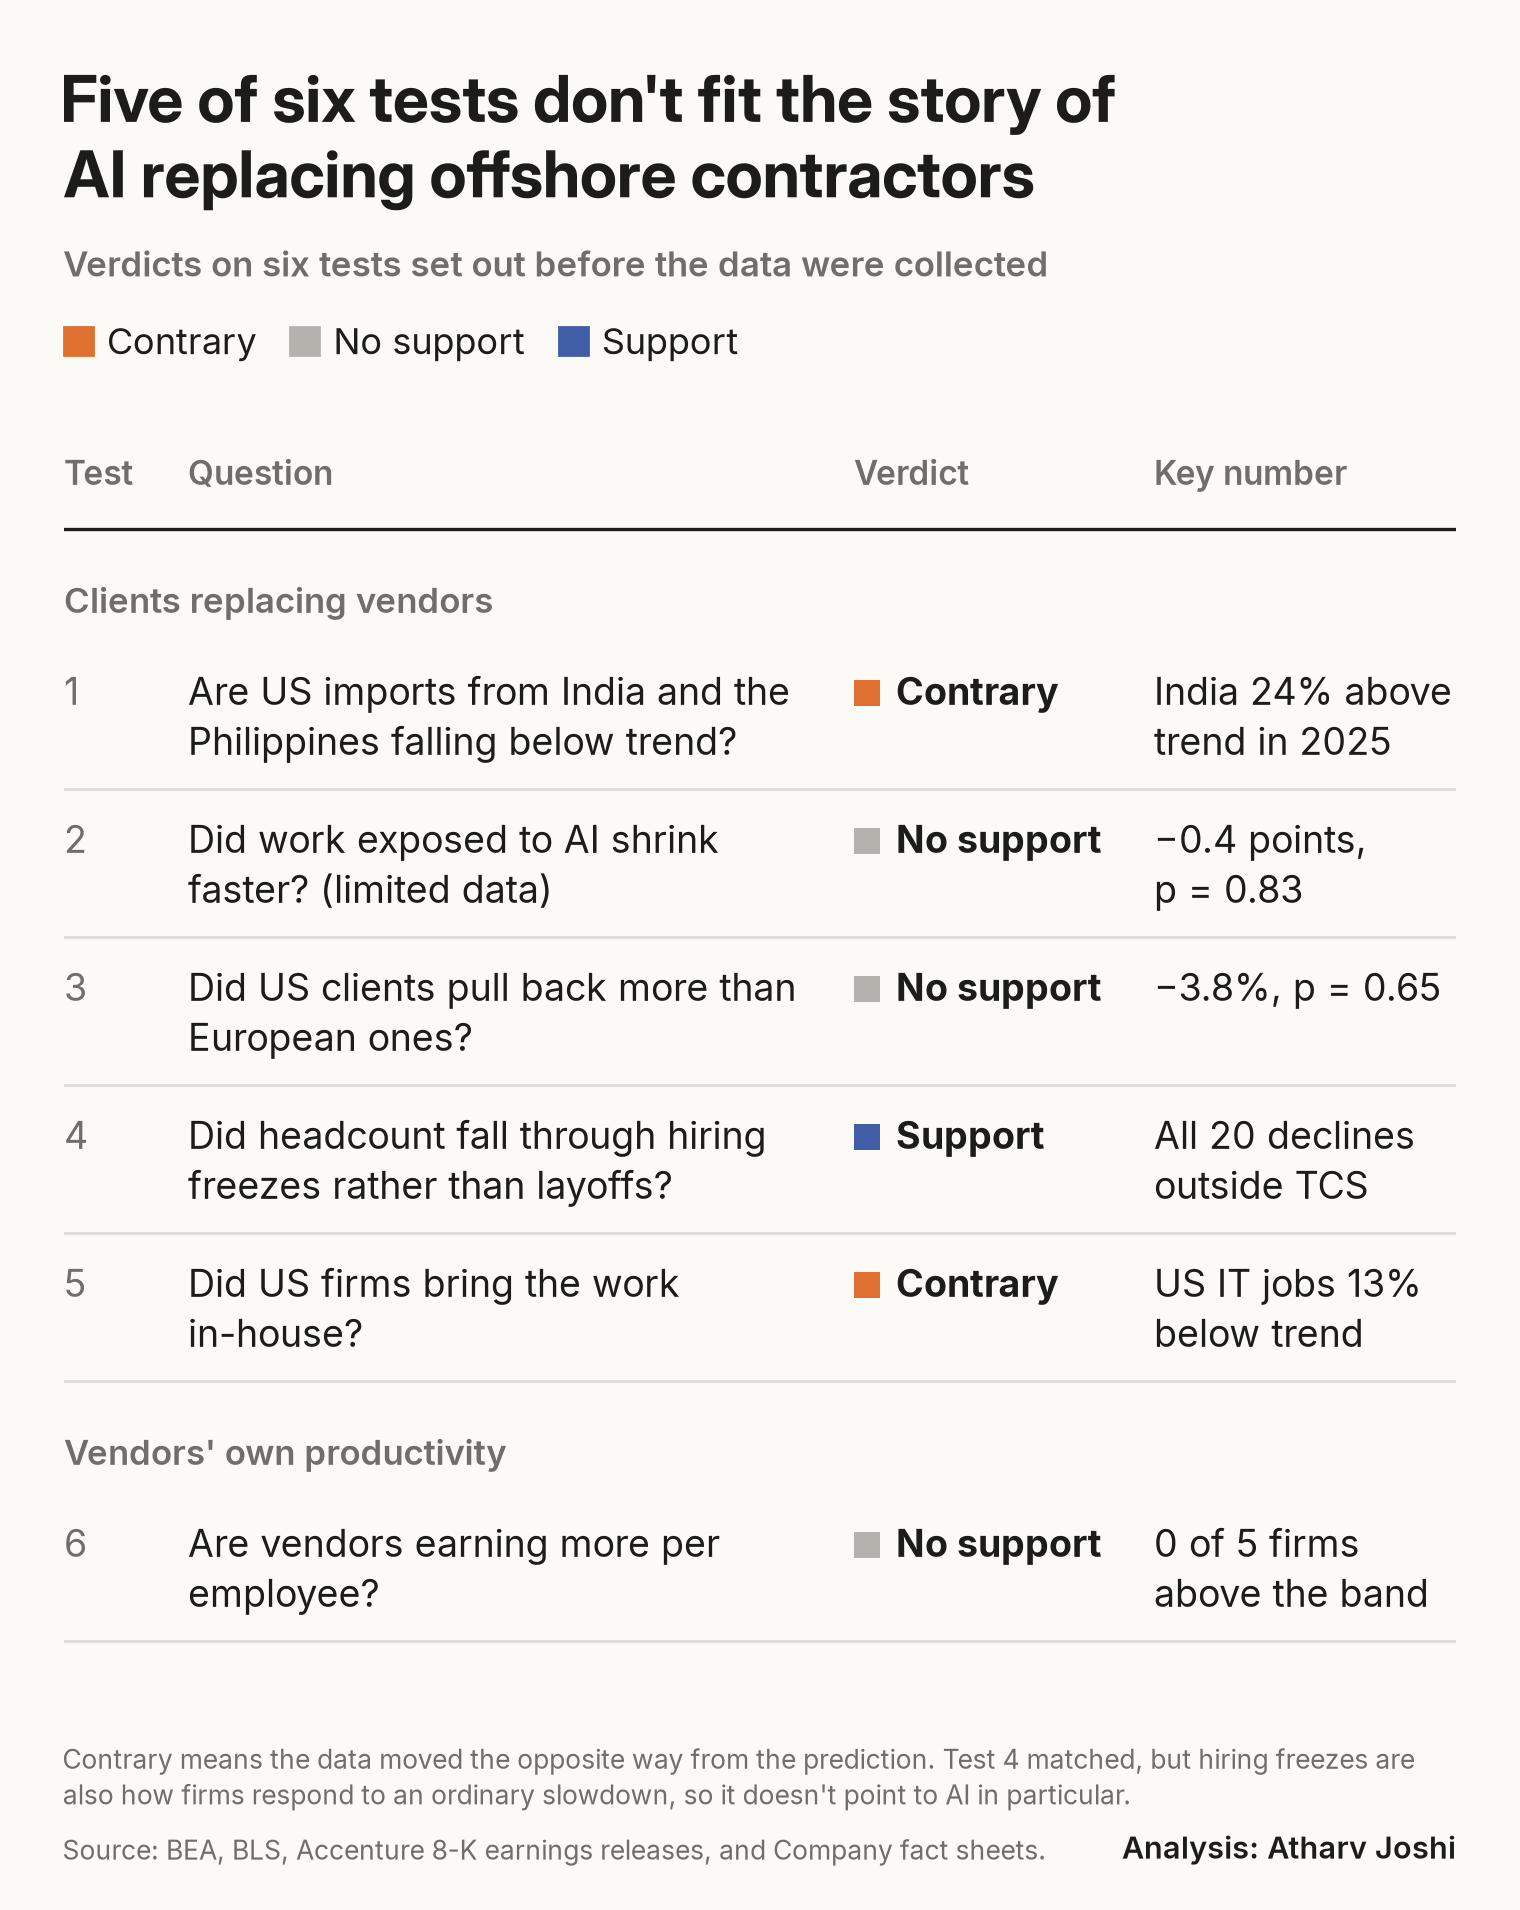 Five of six tests don't fit the story of
AI replacing offshore contractors
Verdicts on six tests set out before the data were collected
Contrary No support Support
Test Question Verdict Key number
Clients replacing vendors
1 Are US imports from India and the Contrary India 24% above
Philippines falling below trend? trend in 2025
2 Did work exposed to AI shrink No support −0.4 points,
faster? (limited data) p = 0.83
3 Did US clients pull back more than No support −3.8%, p = 0.65
European ones?
4 Did headcount fall through hiring Support All 20 declines
freezes rather than layoffs? outside TCS
5 Did US firms bring the work Contrary US IT jobs 13%
in-house? below trend
Vendors' own productivity
6 Are vendors earning more per No support 0 of 5 firms
employee? above the band
Contrary means the data moved the opposite way from the prediction. Test 4 matched, but hiring freezes are
also how firms respond to an ordinary slowdown, so it doesn't point to AI in particular.
Source: BEA, BLS, Accenture 8-K earnings releases, and Company fact sheets. Analysis: Atharv Joshi